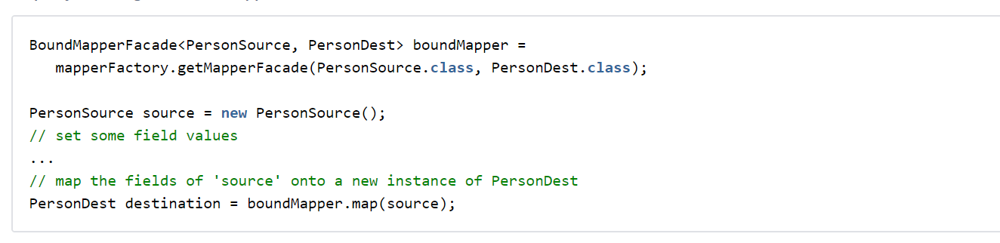 BoundMapperFacade<PersonSource, PersonDest> boundMapper =
mapperFactory.getMapperFacade(PersonSource.class, PersonDest.class);
PersonSource source = new PersonSource();
// set some field values
...
// map the fields of 'source' onto a new instance of PersonDest
PersonDest destination = boundMapper.map(source);